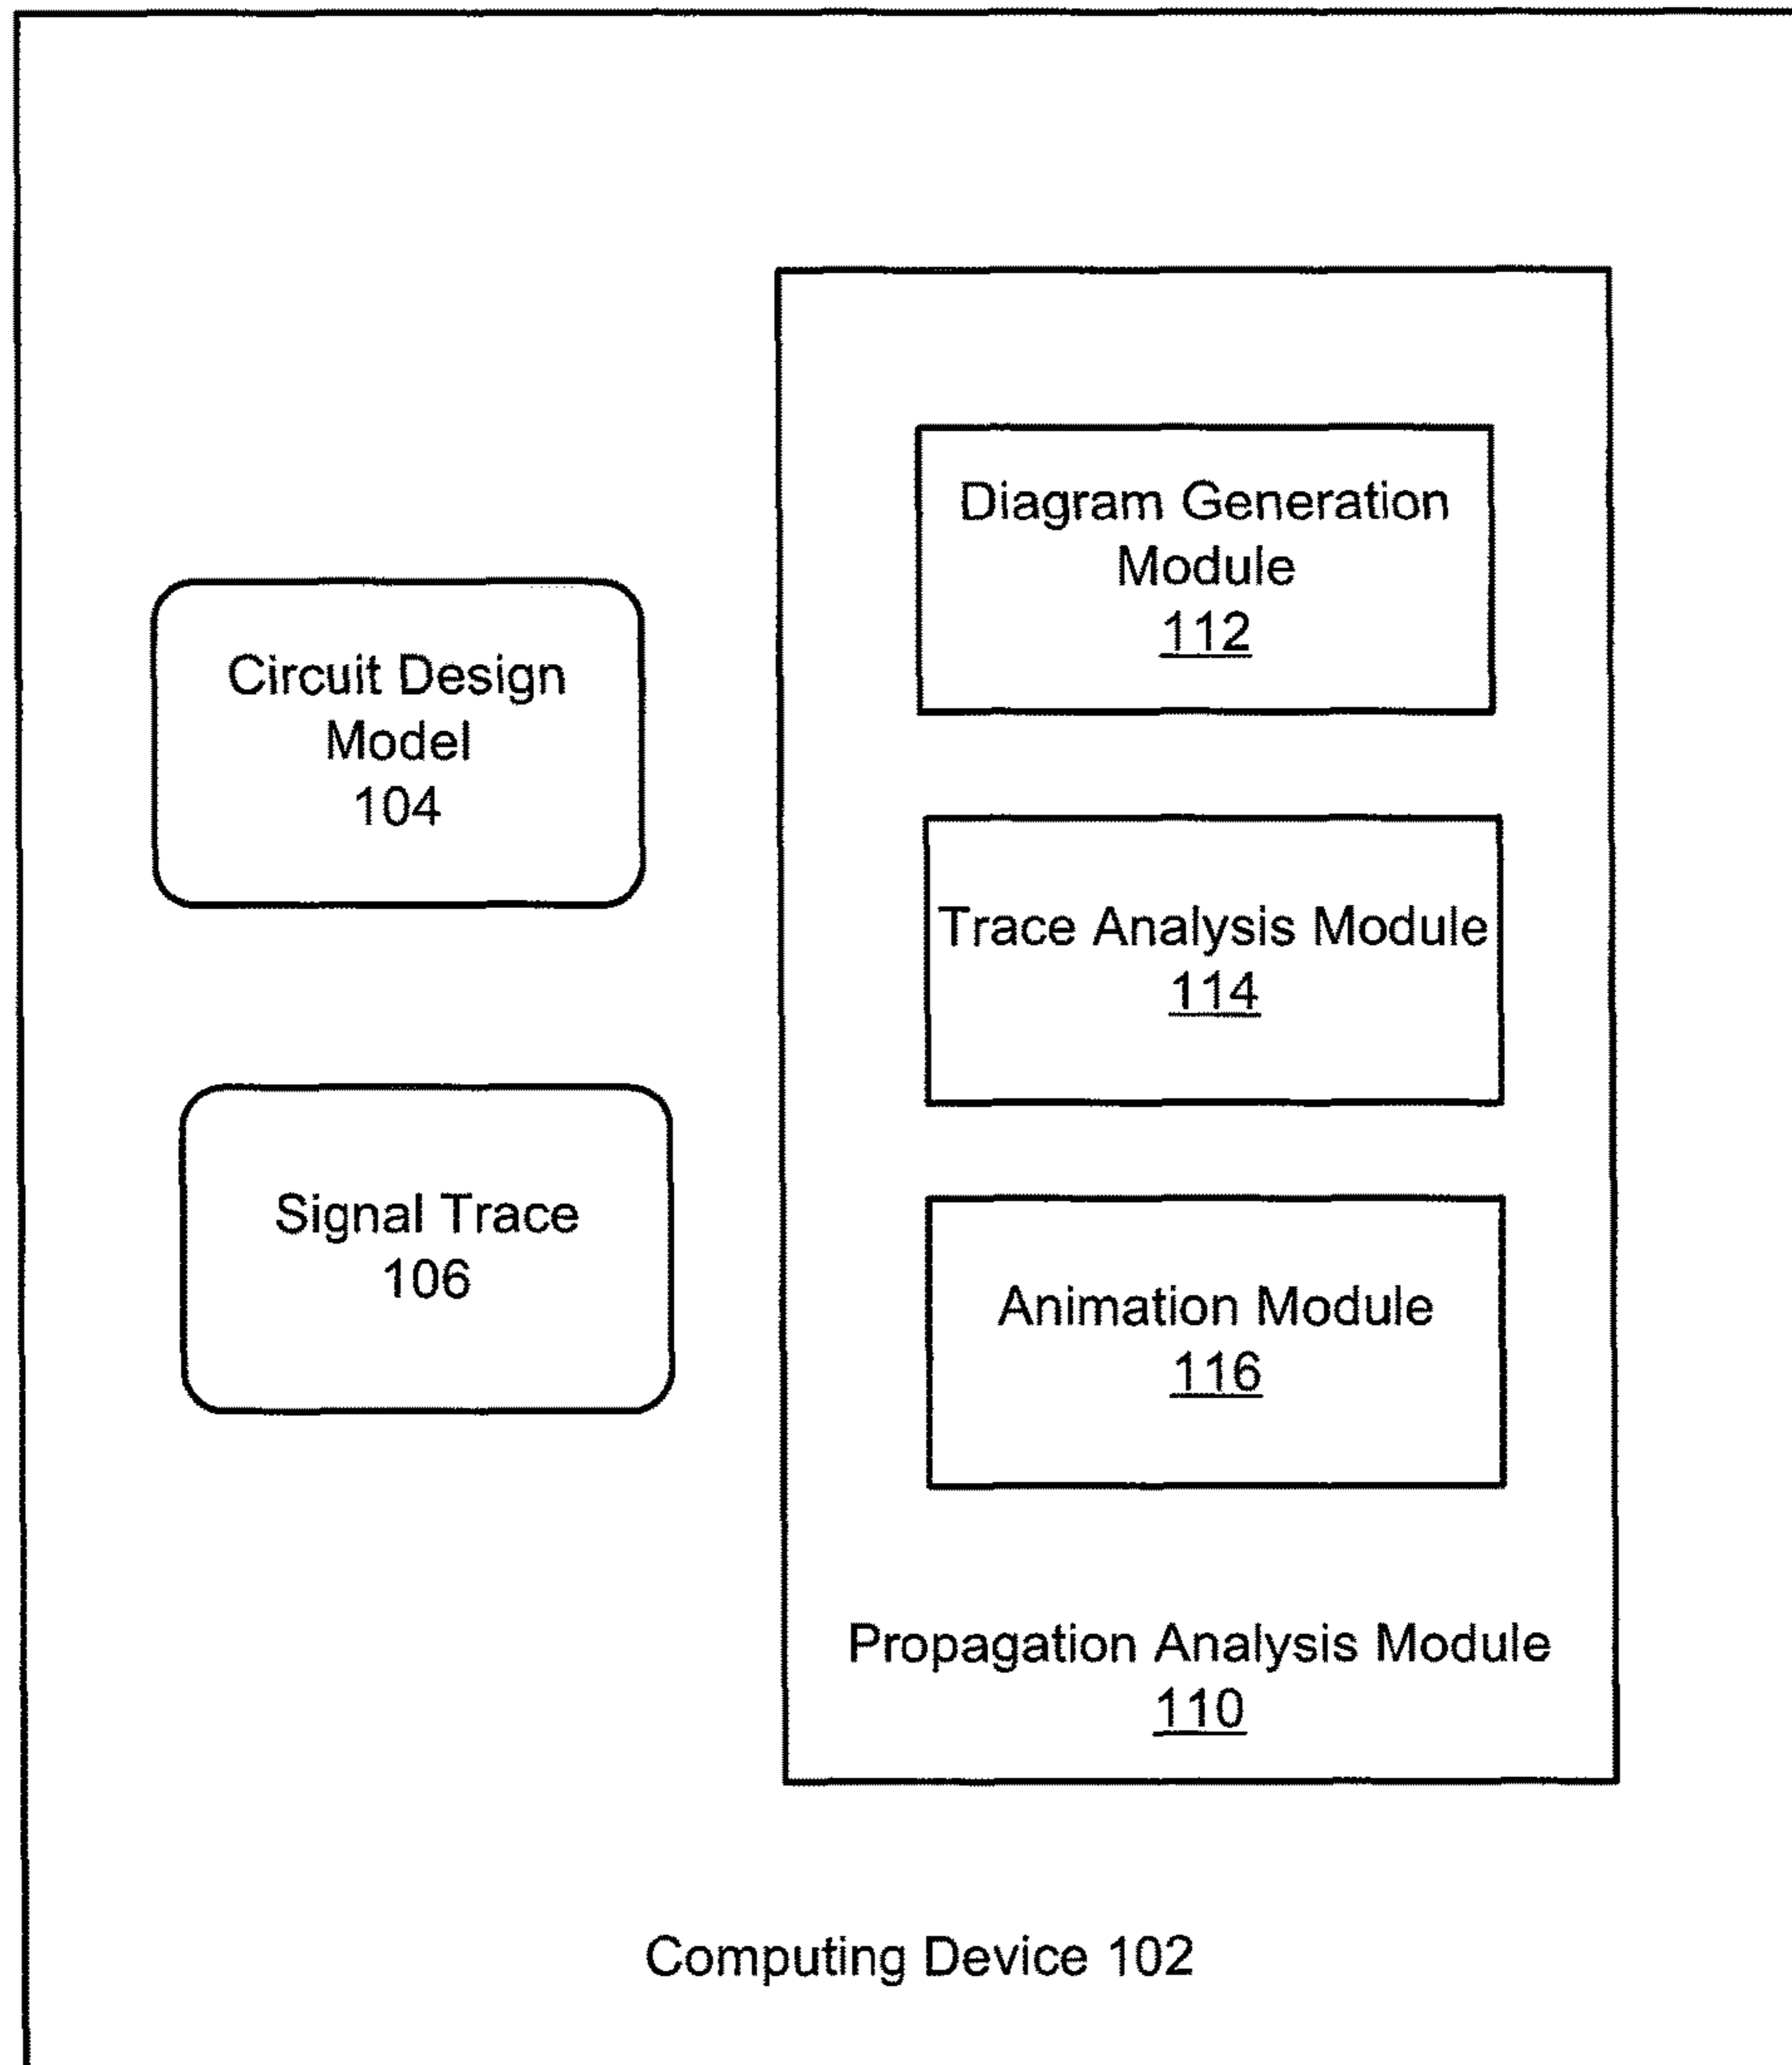 Diagram Generation
Module
112
Circuit Design
Model
104
Trace Analysis Module
114
Signal Trace
106
Animation Module
116
Propagation Analysis Module
110
Computing Device 102